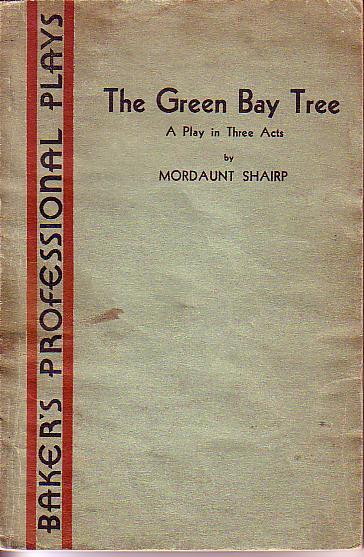 The Green Bay Tree
A Play in Three Acts
by
MORDAUNT SHAIRP
BAKER'S PROFESSIONAL PLAYS